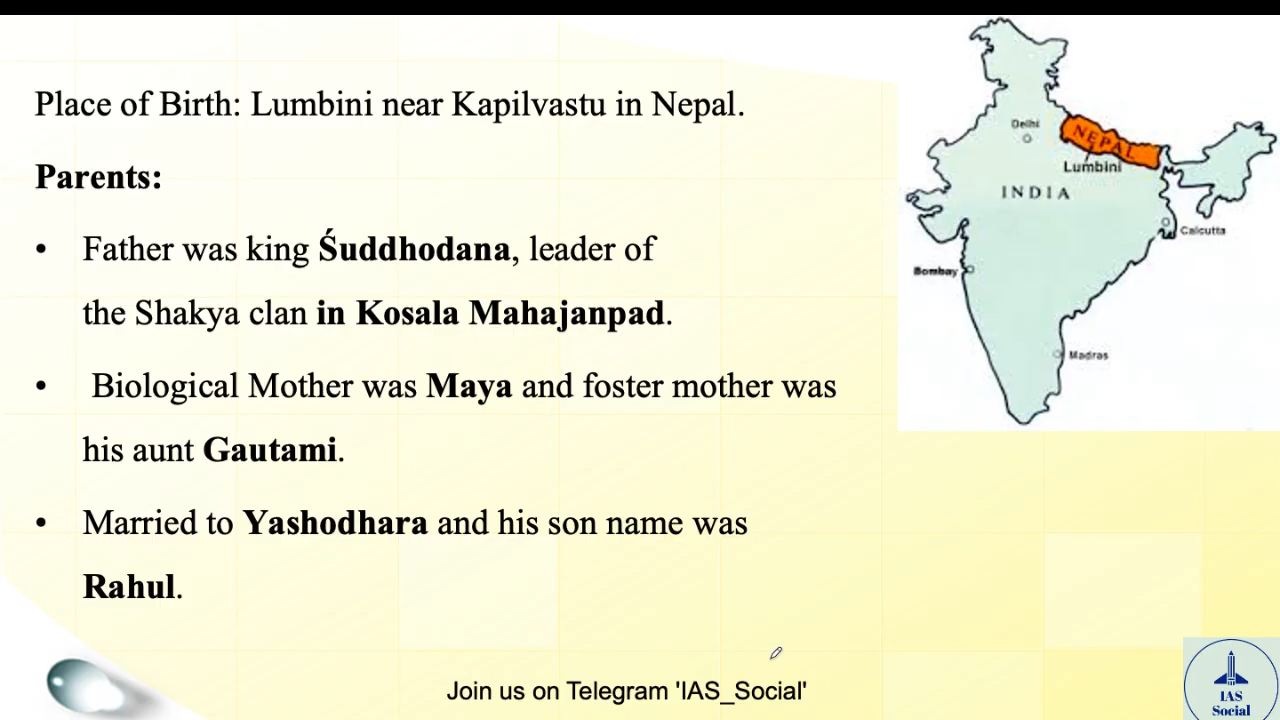 Place of Birth: Lumbini near Kapilvastu in Nepal.
Parents:
• Father was king Śuddhodana, leader of
the Shakya clan in Kosala Mahajanpad.
• Biological Mother was Maya and foster mother was
his aunt Gautami.
• Married to Yashodhara and his son name was
Rahul.
Delhi
NEPAL
Lumbini
INDIA
Calcutta
Bombay
Madras
Join us on Telegram 'IAS_Social'
IAS
Social